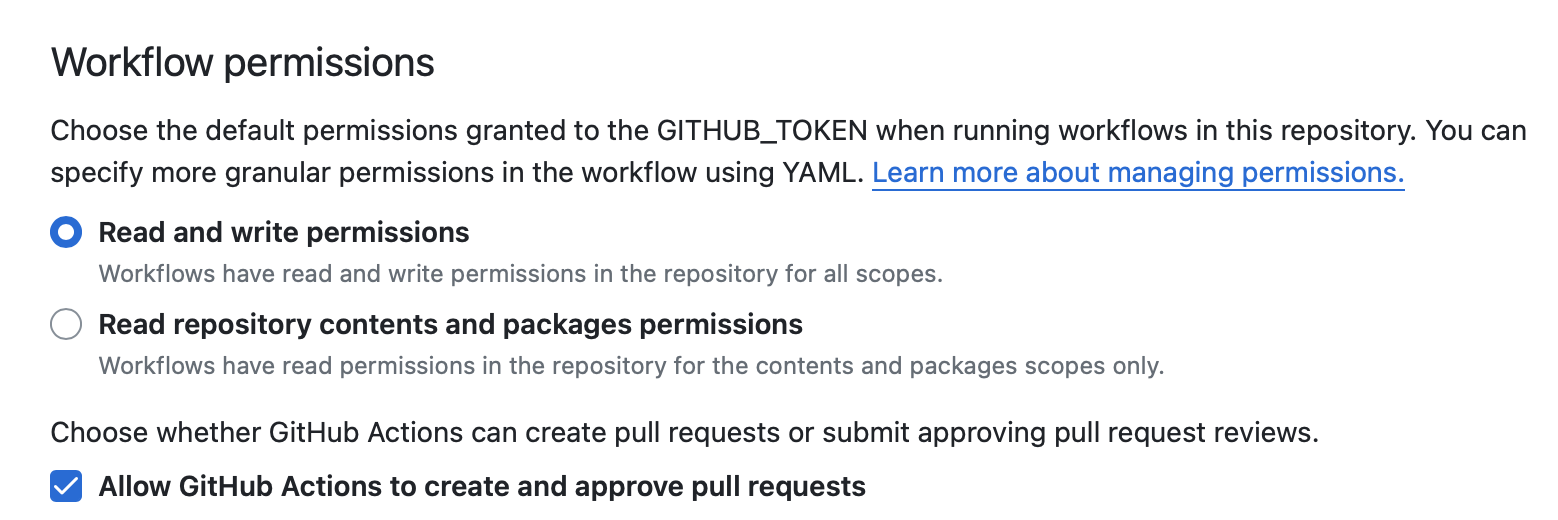 Workflow permissions
Choose the default permissions granted to the GITHUB_TOKEN when running workflows in this repository. You can
specify more granular permissions in the workflow using YAML. Learn more about managing permissions.
Read and write permissions
Workflows have read and write permissions in the repository for all scopes.
Read repository contents and packages permissions
Workflows have read permissions in the repository for the contents and packages scopes only.
Choose whether GitHub Actions can create pull requests or submit approving pull request reviews.
Allow GitHub Actions to create and approve pull requests